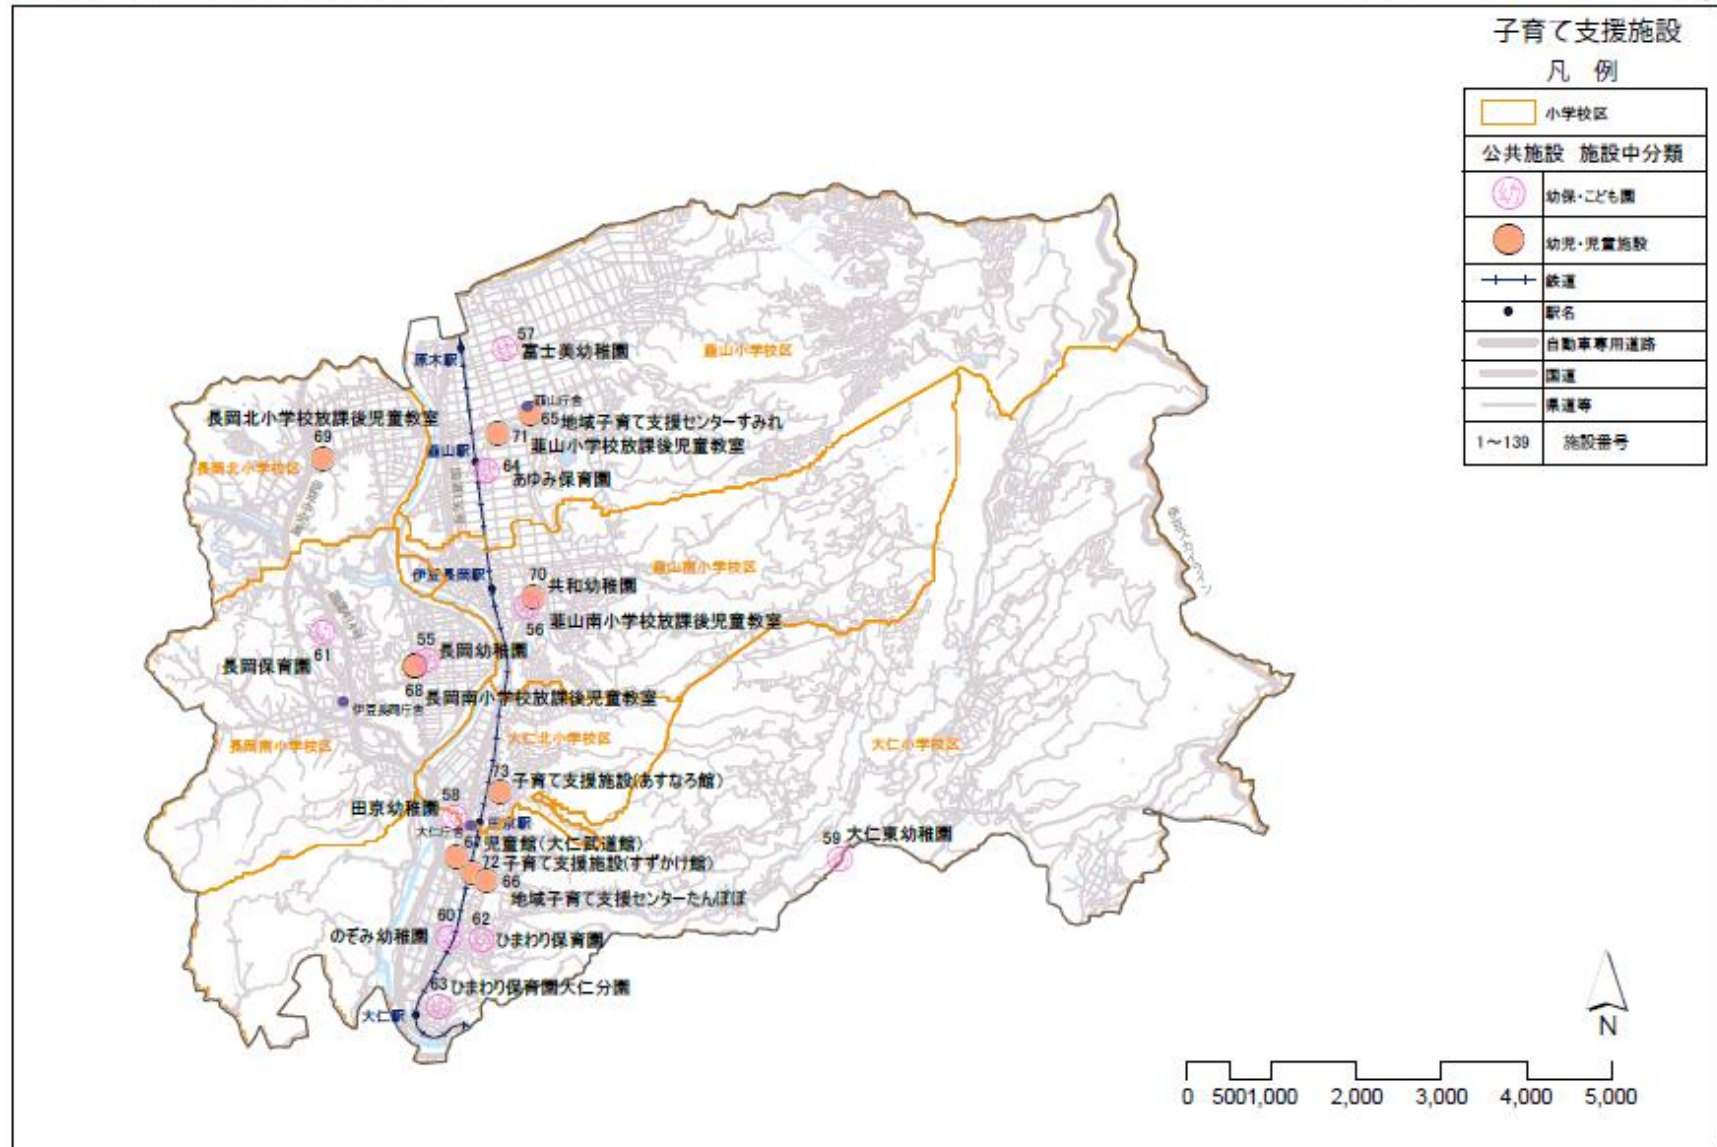 子育て支援施設
凡 例
小学校区
公共施設 施設中分類
幼 幼保・こども園
幼児・児童施設
鉄道
駅名
自動車専用道路
国道
県道等
1～139 施設番号
57
富士美幼稚園
原木駅
韮山小学校区
韮山庁舎
65 地域子育て支援センターすみれ
長岡北小学校放課後児童教室
69
71
韮山小学校放課後児童教室
韮山駅
64
あゆみ保育園
長岡北小学校区
伊豆長岡駅
70
共和幼稚園
韮山南小学校区
56
韮山南小学校放課後児童教室
55
長岡幼稚園
61
長岡保育園
68
長岡南小学校放課後児童教室
伊豆長岡庁舎
長岡南小学校区
大仁北小学校区
大仁小学校区
73
子育て支援施設(あすなろ館)
58
田京幼稚園
大仁庁舎
田京駅
67
児童館(大仁武道館)
72 子育て支援施設(すずかけ館)
66
地域子育て支援センターたんぽぽ
59
大仁東幼稚園
60
のぞみ幼稚園
62
ひまわり保育園
63
ひまわり保育園大仁分園
大仁駅
N
0 500 1,000 2,000 3,000 4,000 5,000